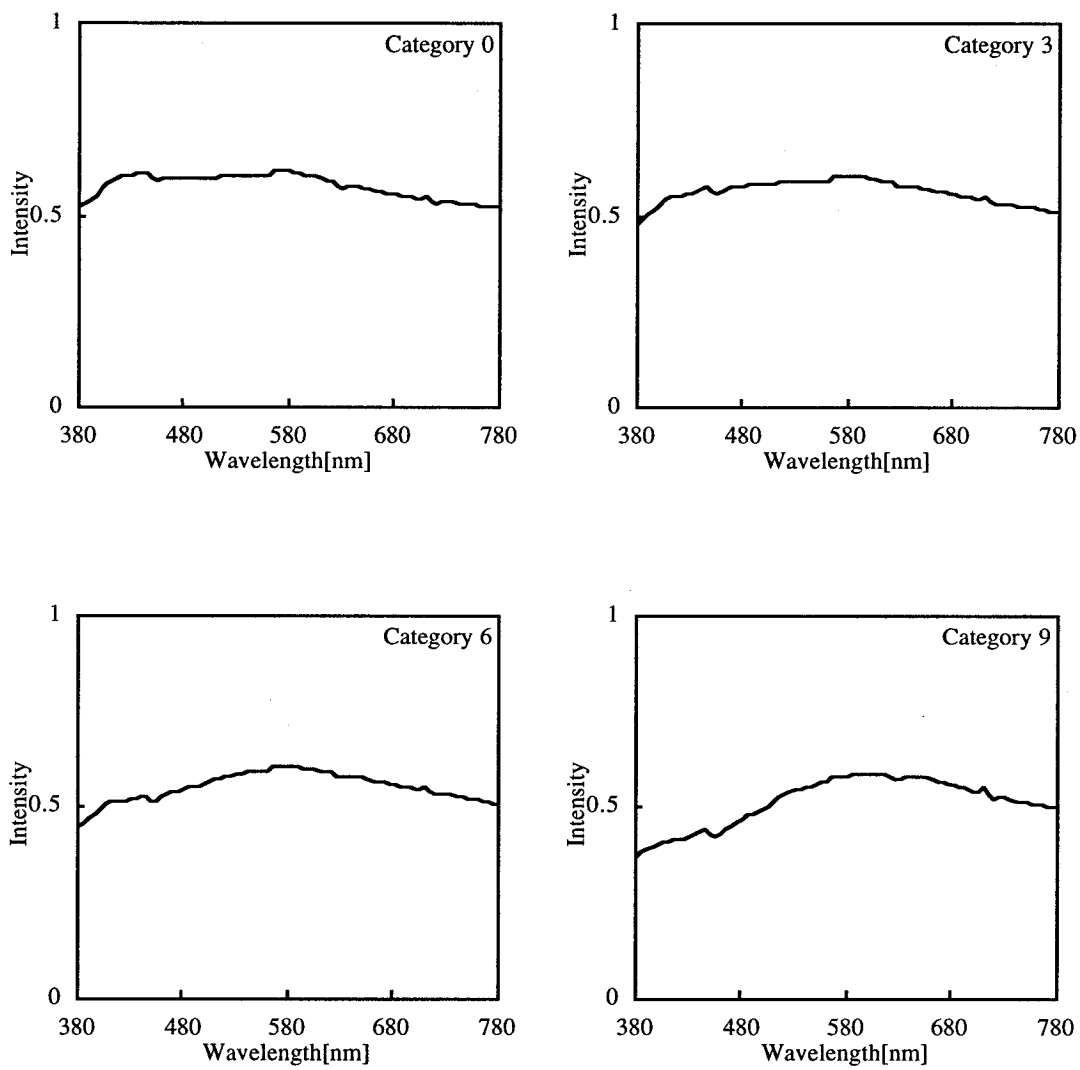 1
Category 0
Intensity
0.5
0
380 480 580 680 780
Wavelength[nm]
1
Category 3
Intensity
0.5
0
380 480 580 680 780
Wavelength[nm]
1
Category 6
Intensity
0.5
0
380 480 580 680 780
Wavelength[nm]
1
Category 9
Intensity
0.5
0
380 480 580 680 780
Wavelength[nm]